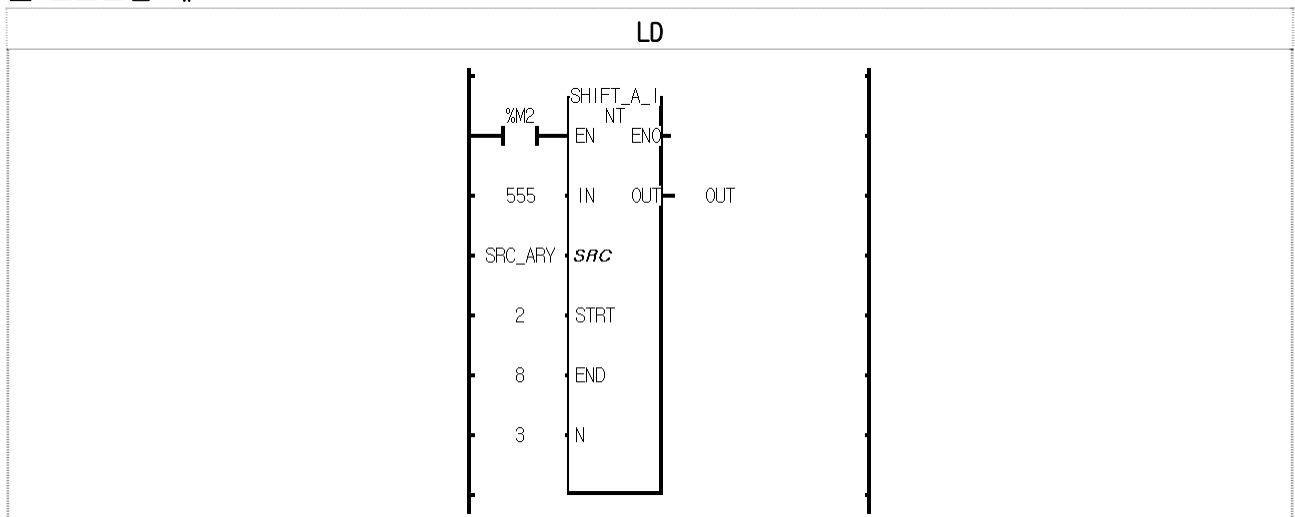 LD
SHIFT_A_I
NT
%M2
EN ENO
555 IN OUT OUT
SRC_ARY SRC
2 STRT
8 END
3 N